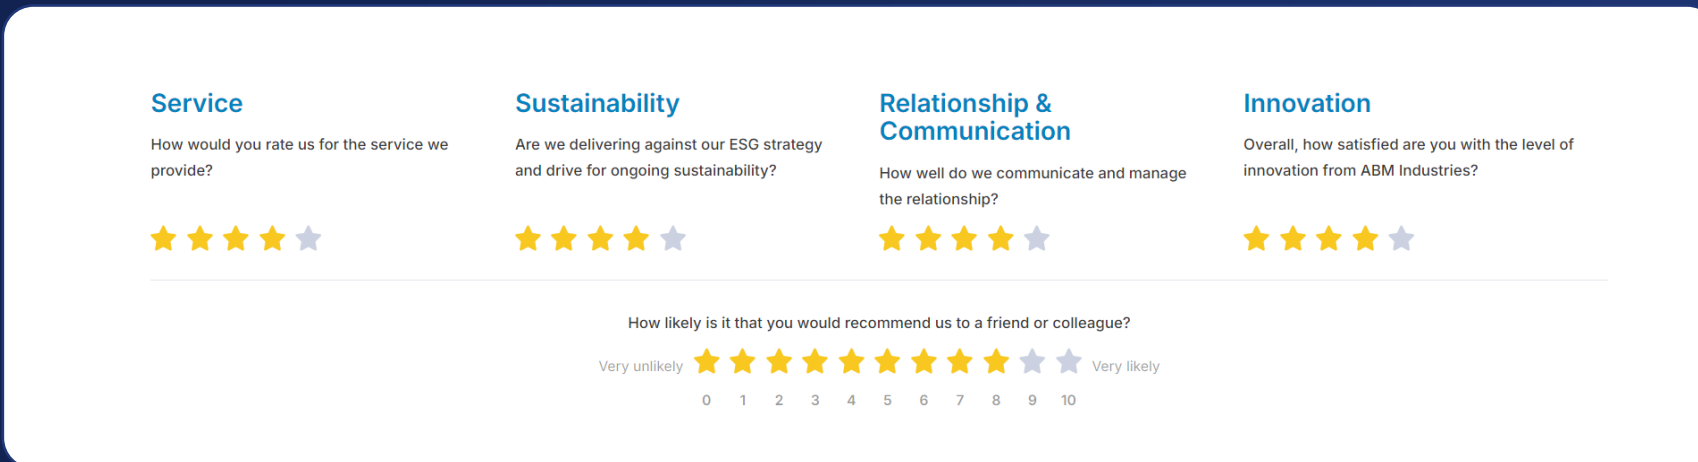 Service
How would you rate us for the service we
provide?
Sustainability
Are we delivering against our ESG strategy
and drive for ongoing sustainability?
Relationship &
Communication
How well do we communicate and manage
the relationship?
Innovation
Overall, how satisfied are you with the level of
innovation from ABM Industries?
How likely is it that you would recommend us to a friend or colleague?
Very unlikely Very likely
0 1 2 3 4 5 6 7 8 9 10